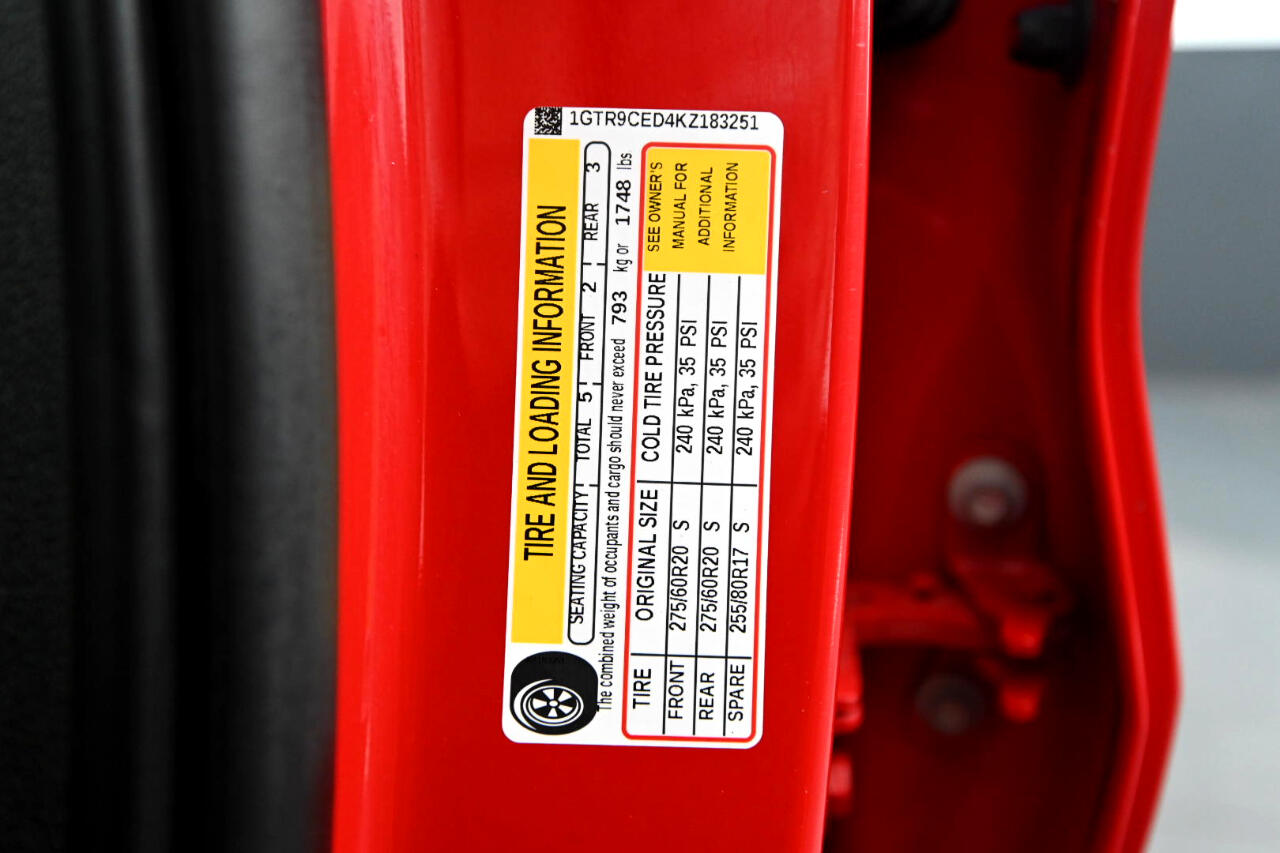 1GTR9CED4KZ183251
TIRE AND LOADING INFORMATION
SEATING CAPACITY TOTAL 5 FRONT 2 REAR 3
The combined weight of occupants and cargo should never exceed 793 kg or 1748 lbs
TIRE ORIGINAL SIZE COLD TIRE PRESSURE
FRONT 275/60R20 S 240 kPa, 35 PSI
REAR 275/60R20 S 240 kPa, 35 PSI
SPARE 255/80R17 S 240 kPa, 35 PSI
SEE OWNER'S
MANUAL FOR
ADDITIONAL
INFORMATION